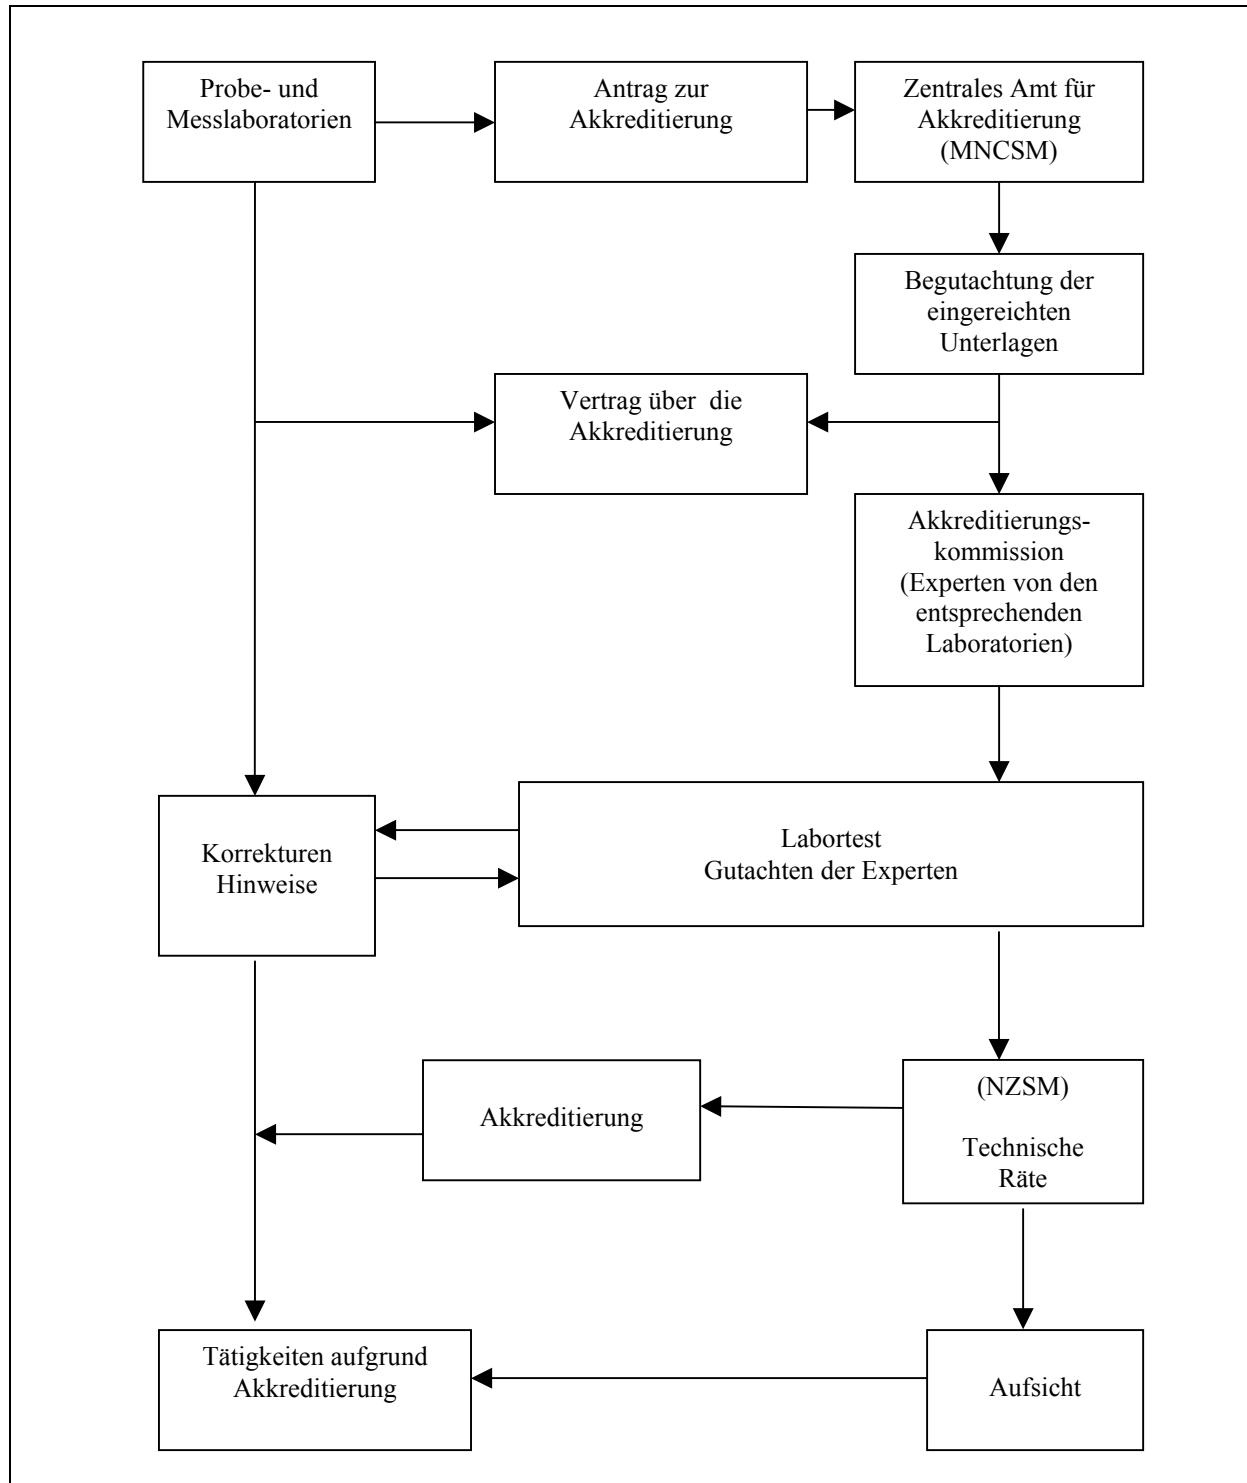 Probe- und
Messlaboratorien
Antrag zur
Akkreditierung
Zentrales Amt für
Akkreditierung
(MNCSM)
Begutachtung der
eingereichten
Unterlagen
Vertrag über die
Akkreditierung
Akkreditierungs-
kommission
(Experten von den
entsprechenden
Laboratorien)
Korrekturen
Hinweise
Labortest
Gutachten der Experten
Akkreditierung
(NZSM)
Technische
Räte
Tätigkeiten aufgrund
Akkreditierung
Aufsicht